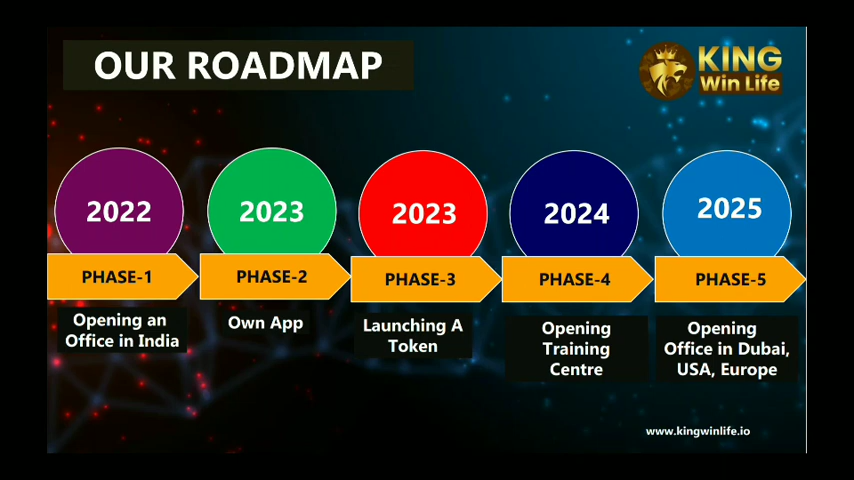 OUR ROADMAP
KING
Win Life
2022
2023
2023
2024
2025
PHASE-1
PHASE-2
PHASE-3
PHASE-4
PHASE-5
Opening an
Office in India
Own App
Launching A
Token
Opening
Training
Centre
Opening
Office in Dubai,
USA, Europe
www.kingwinlife.io